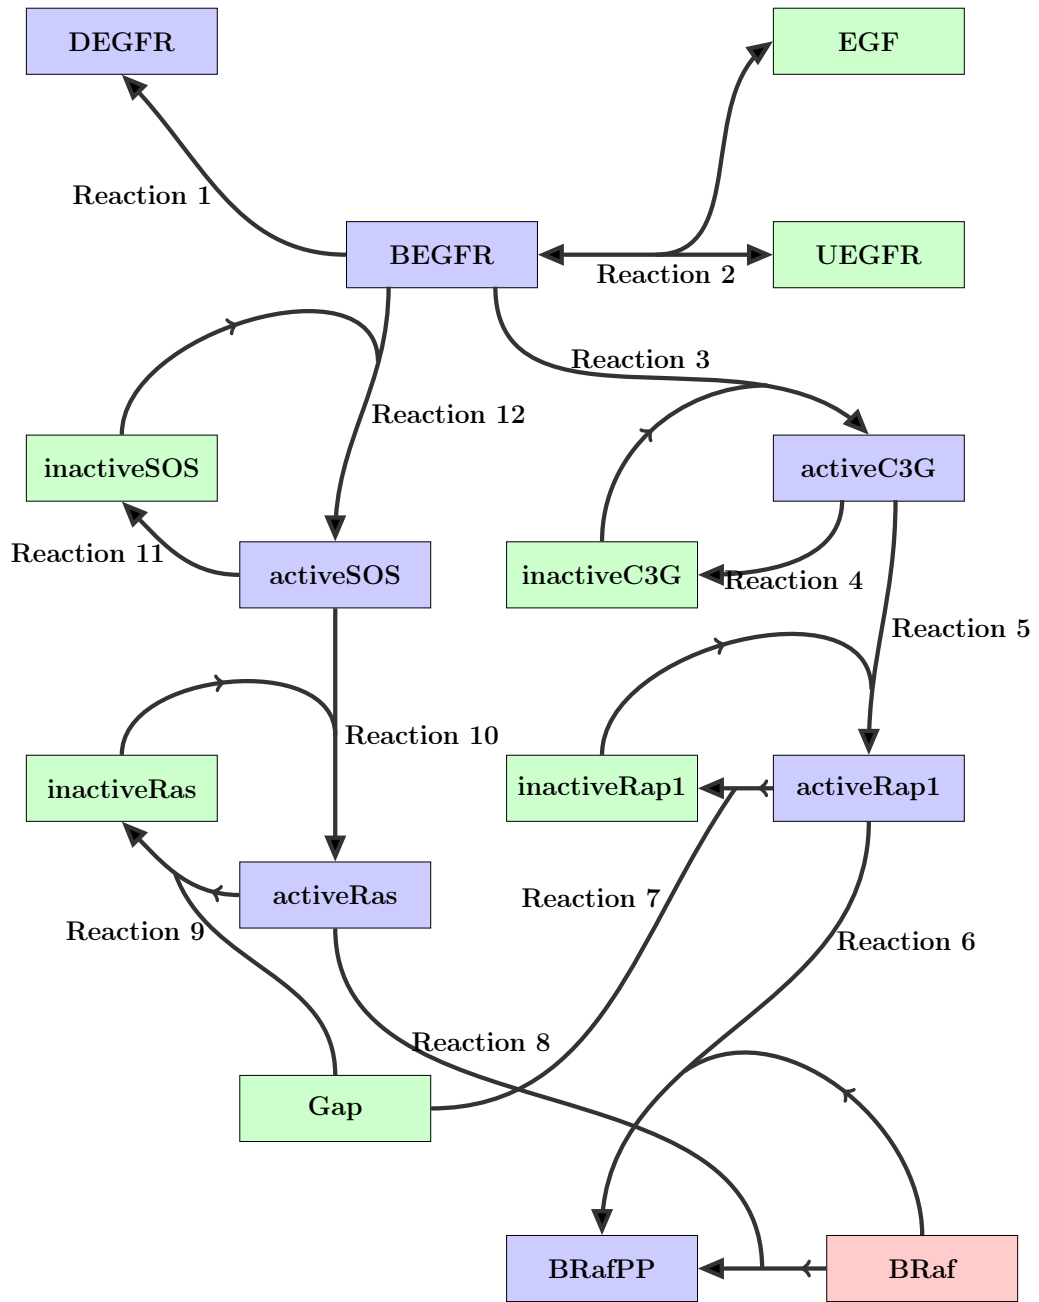 DEGFR
EGF
Reaction 1
BEGFR
UEGFR
Reaction 2
Reaction 3
Reaction 12
inactiveSOS
activeC3G
Reaction 11
activeSOS
inactiveC3G
Reaction 4
Reaction 5
Reaction 10
inactiveRas
inactiveRap1
activeRap1
activeRas
Reaction 7
Reaction 9
Reaction 6
Reaction 8
Gap
BRafPP
BRaf